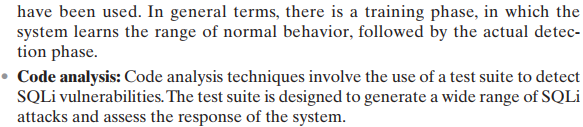 have been used. In general terms, there is a training phase, in which the
system learns the range of normal behavior, followed by the actual detec-
tion phase.
• Code analysis: Code analysis techniques involve the use of a test suite to detect
SQLi vulnerabilities. The test suite is designed to generate a wide range of SQLi
attacks and assess the response of the system.